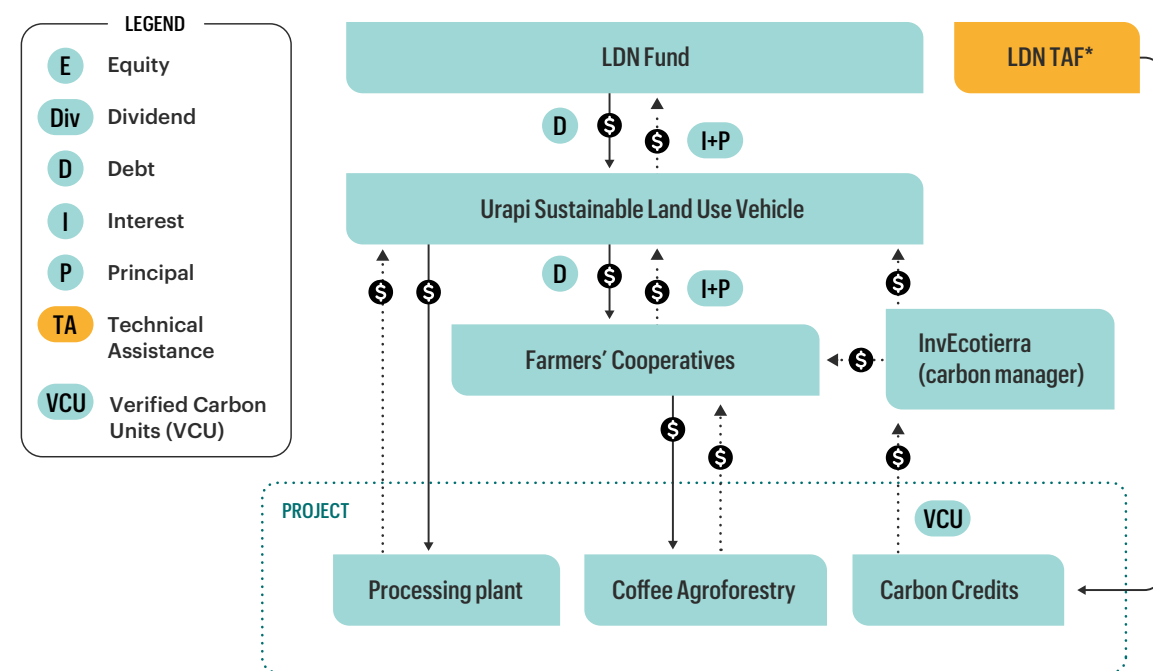 LEGEND
E Equity
Div Dividend
D Debt
I Interest
P Principal
TA Technical
Assistance
VCU Verified Carbon
Units (VCU)
LDN Fund
LDN TAF*
D $ $ I+P
Urapi Sustainable Land Use Vehicle
$ $ D $ $ I+P $
Farmers' Cooperatives
$
InvEcotierra
(carbon manager)
$ $ $
PROJECT
VCU
Processing plant
Coffee Agroforestry
Carbon Credits